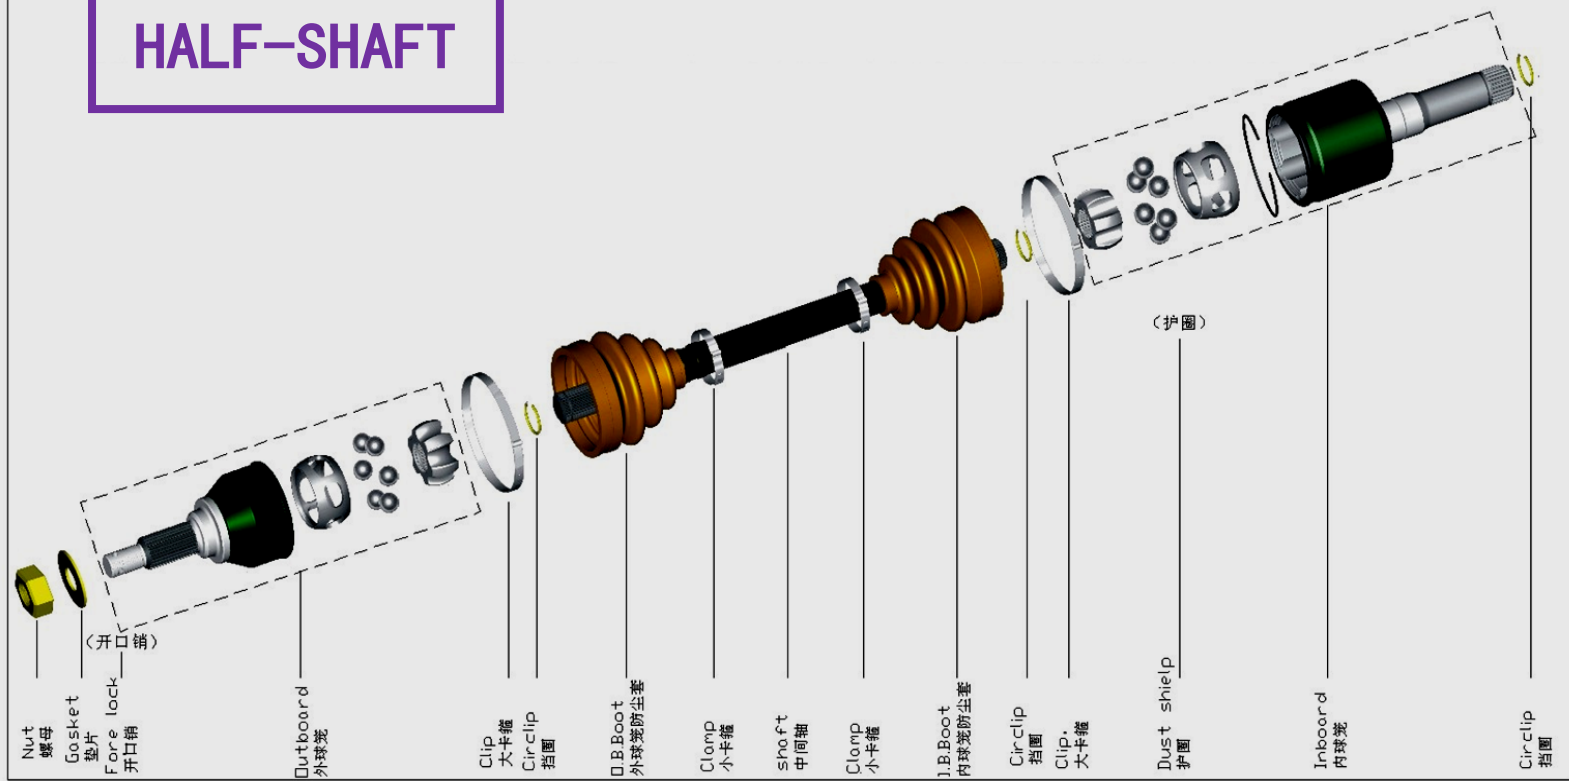 HALF-SHAFT
(护圈)
(开口销)
Nut
螺母
Gasket
垫片
Fore lock
开口销
Outboard
外球笼
Clip
大卡箍
Circlip
挡圈
O.B.Boot
外球笼防尘套
Clamp
小卡箍
shaft
中间轴
Clamp
小卡箍
I.B.Boot
内球笼防尘套
Circlip
挡圈
Clip.
大卡箍
Dust shielp
护圈
Inboard
内球笼
Circlip
挡圈